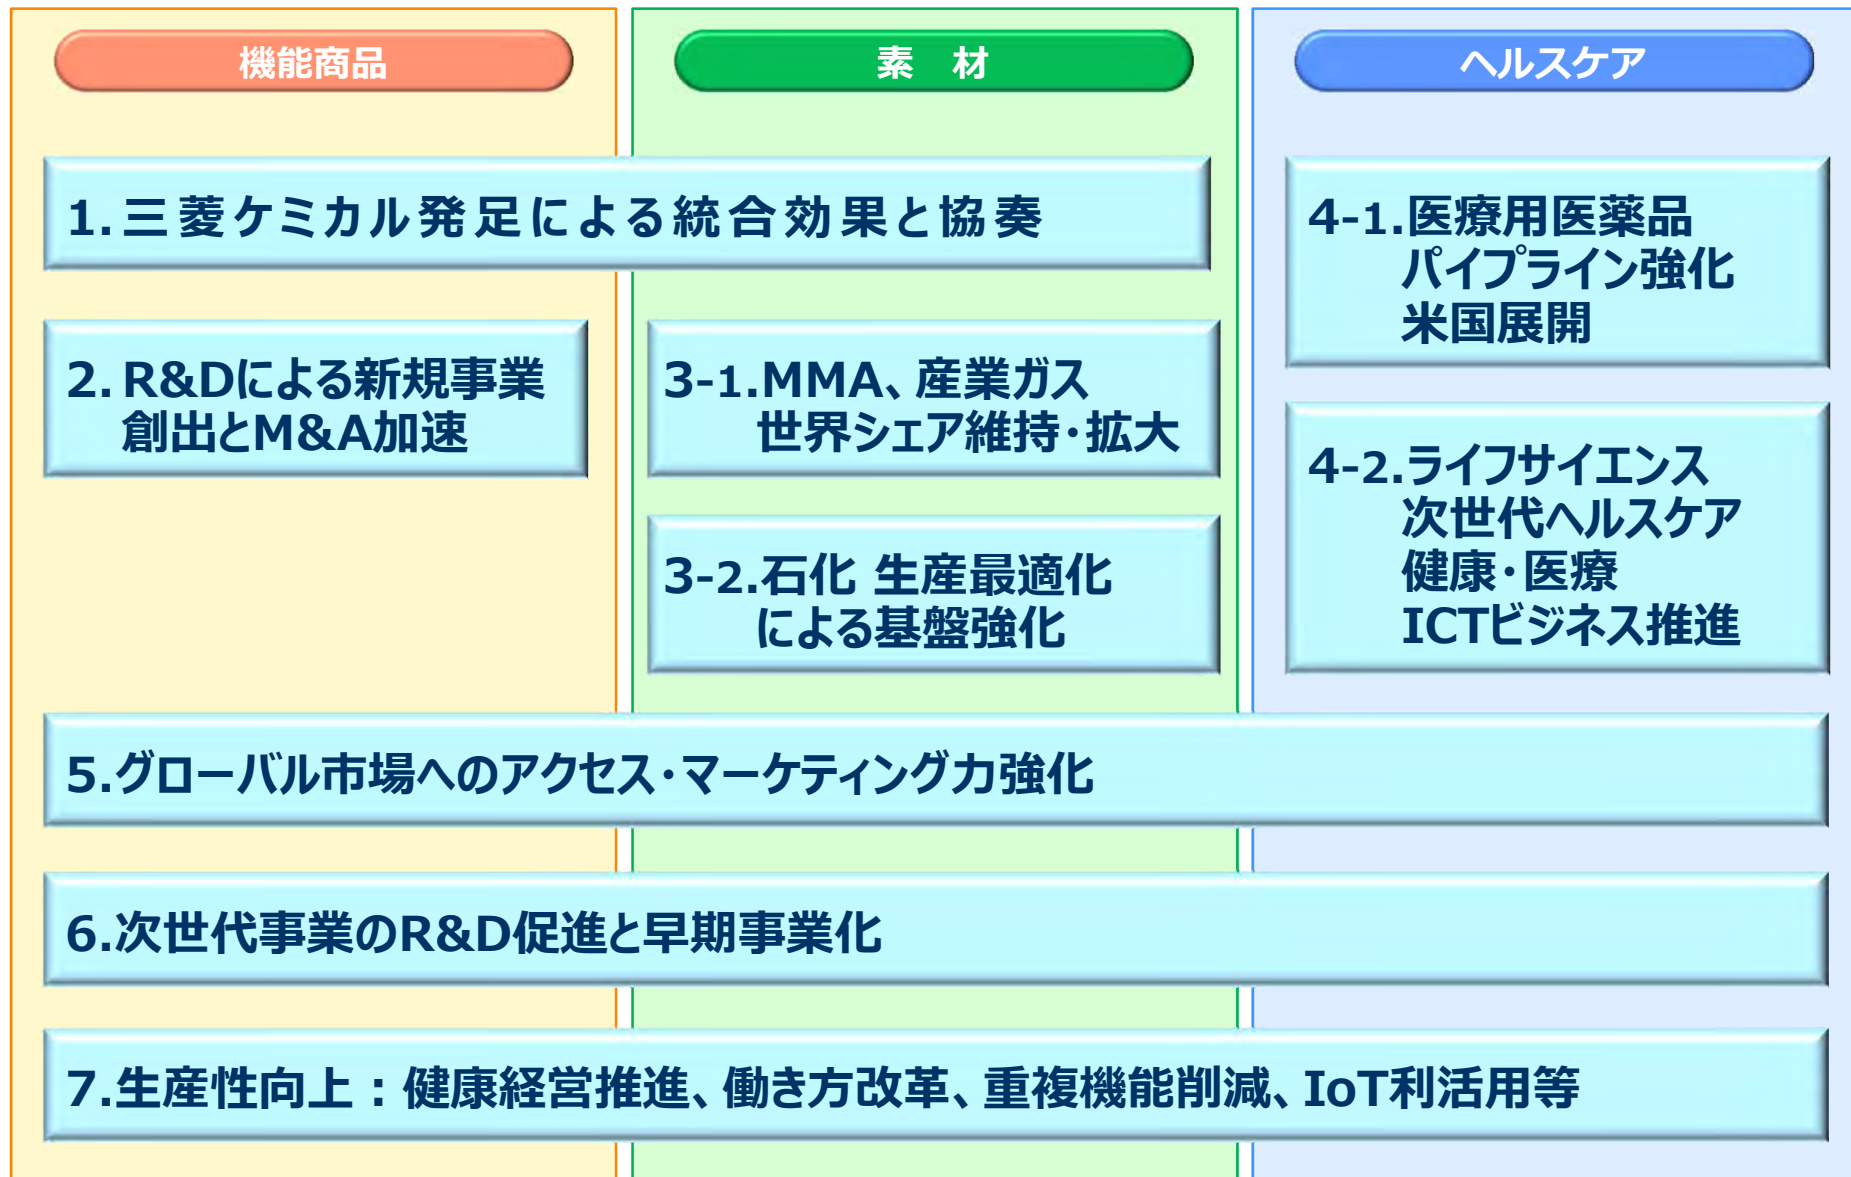 機能商品
素 材
ヘルスケア
1.三菱ケミカル発足による統合効果と協奏
2.R&Dによる新規事業
創出とM&A加速
3-1.MMA、産業ガス
世界シェア維持・拡大
3-2.石化 生産最適化
による基盤強化
4-1.医療用医薬品
パイプライン強化
米国展開
4-2.ライフサイエンス
次世代ヘルスケア
健康・医療
ICTビジネス推進
5.グローバル市場へのアクセス・マーケティング力強化
6.次世代事業のR&D促進と早期事業化
7.生産性向上：健康経営推進、働き方改革、重複機能削減、IoT利活用等